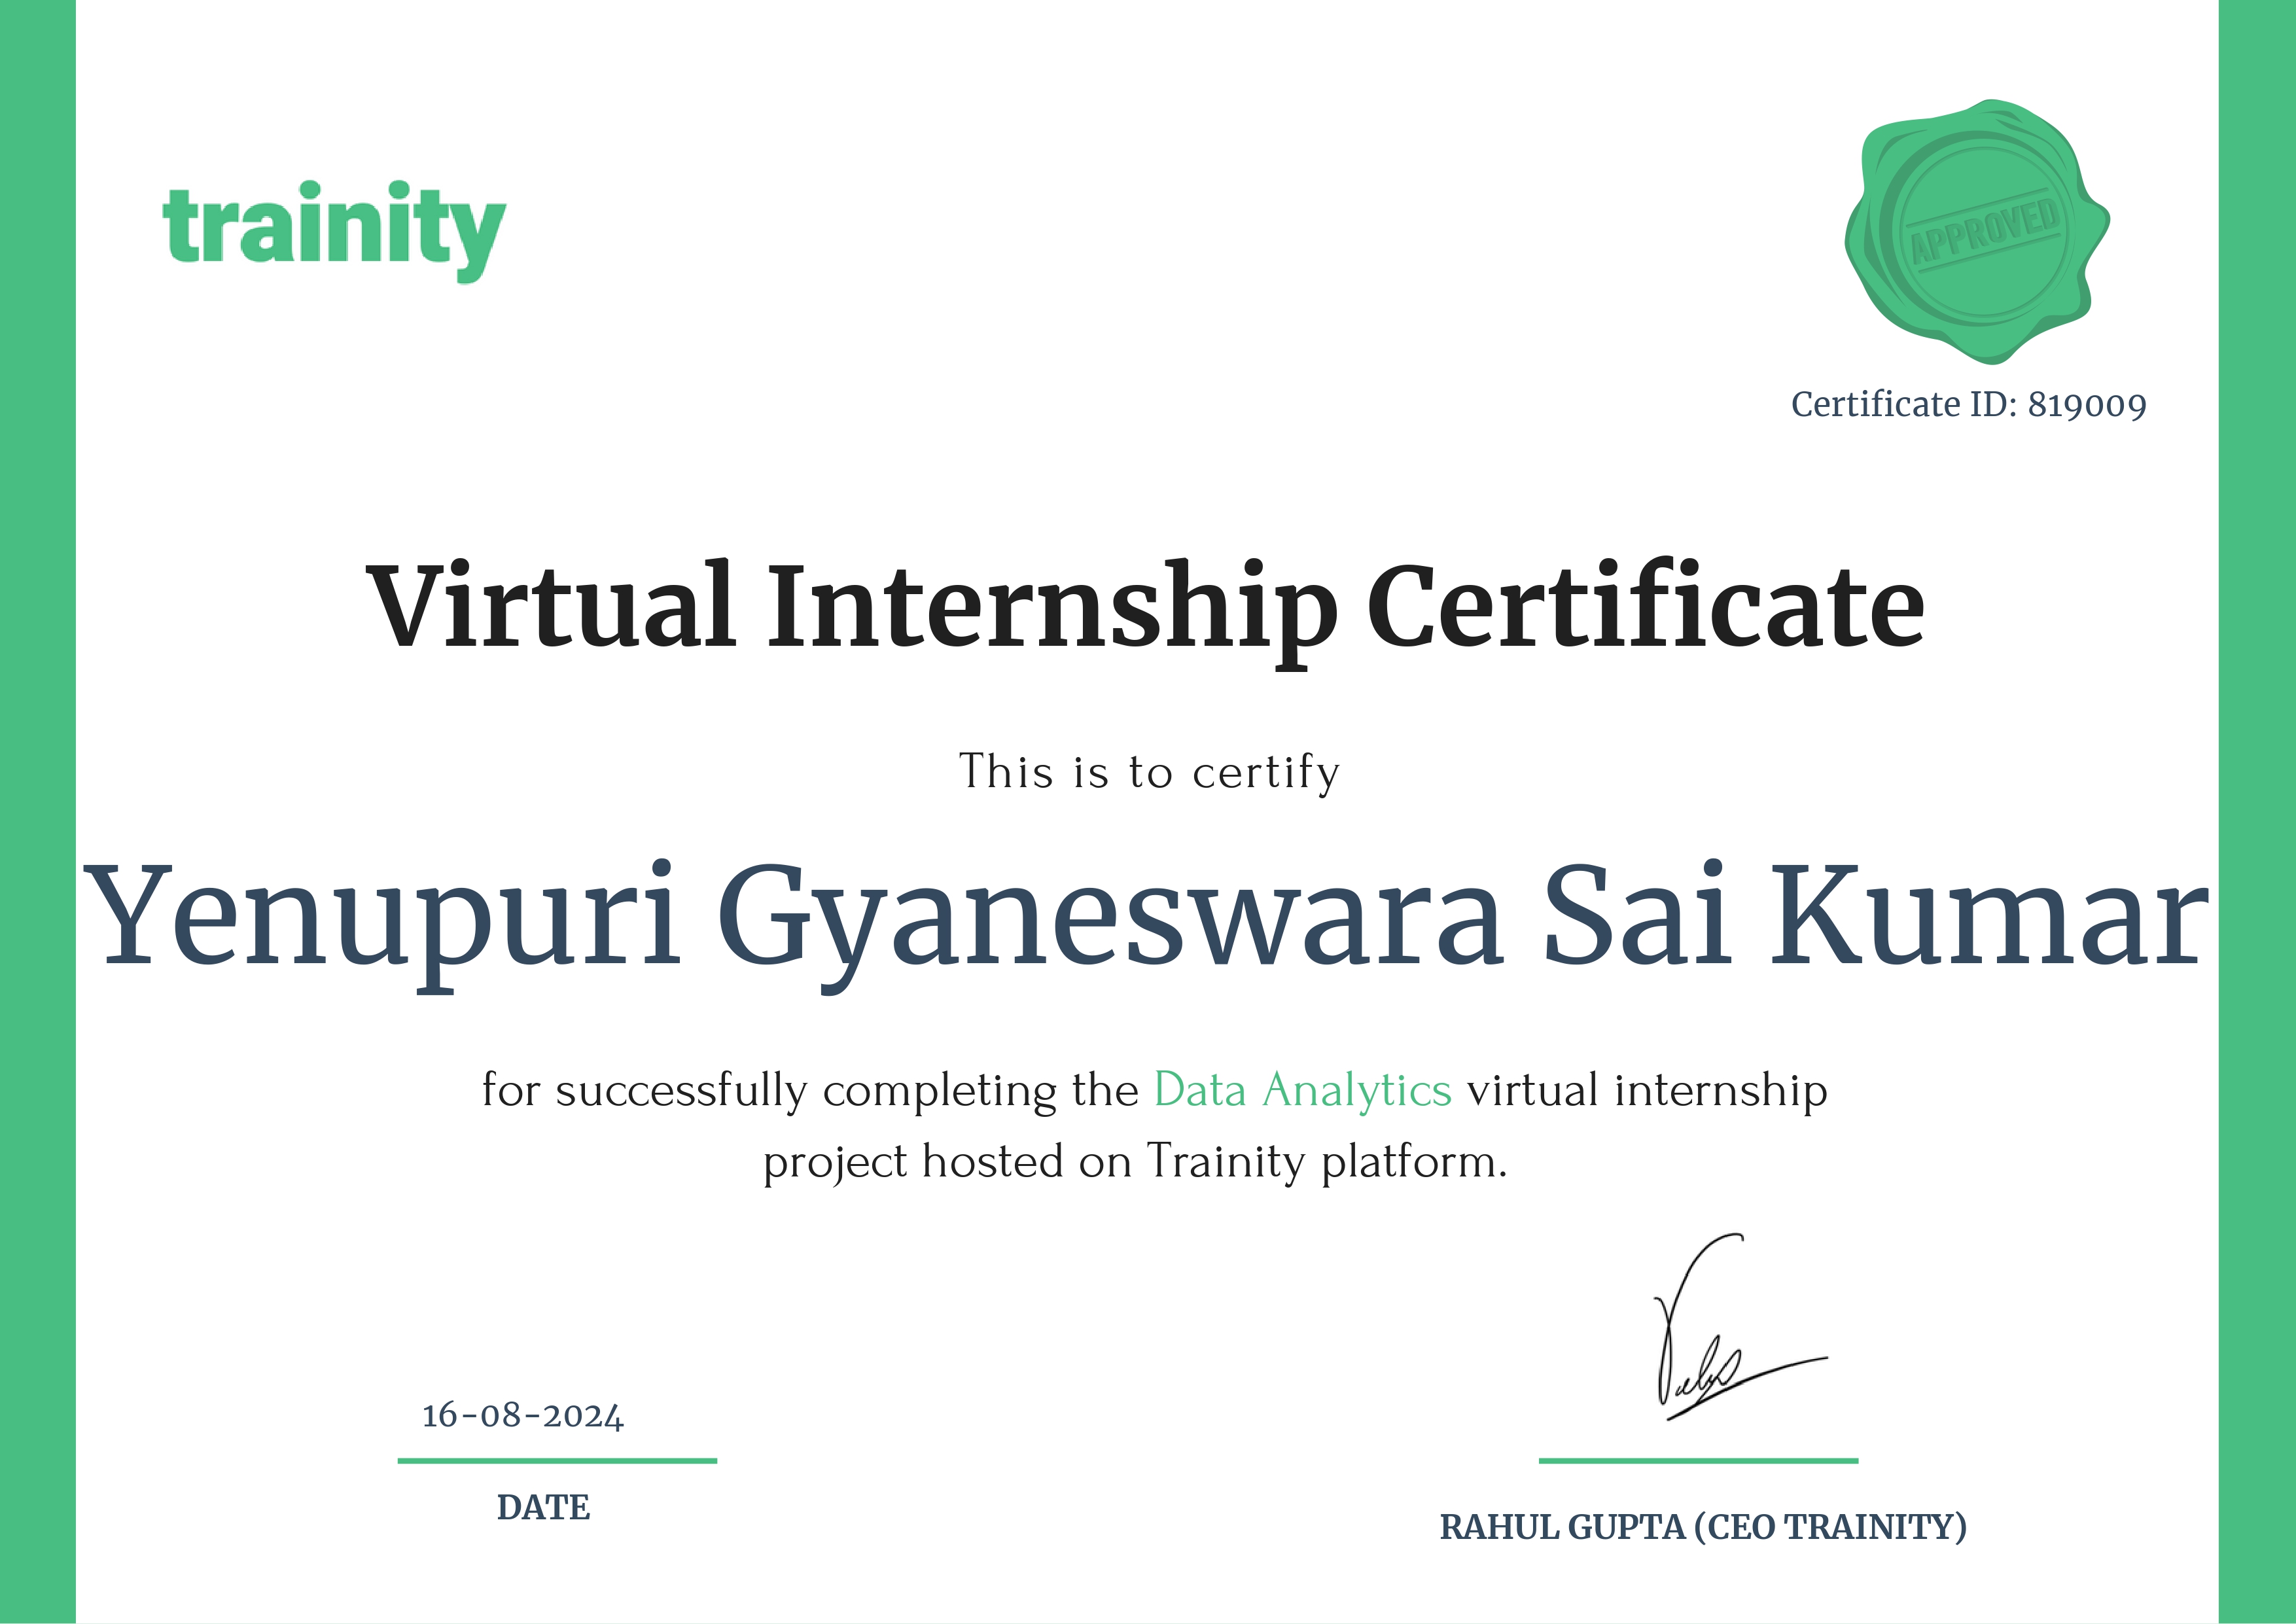 trainity
APPROVED
Certificate ID: 819009
Virtual Internship Certificate
This is to certify
Yenupuri Gyaneswara Sai Kumar
for successfully completing the Data Analytics virtual internship
project hosted on Trainity platform.
16-08-2024
DATE
RAHUL GUPTA (CEO TRAINITY)